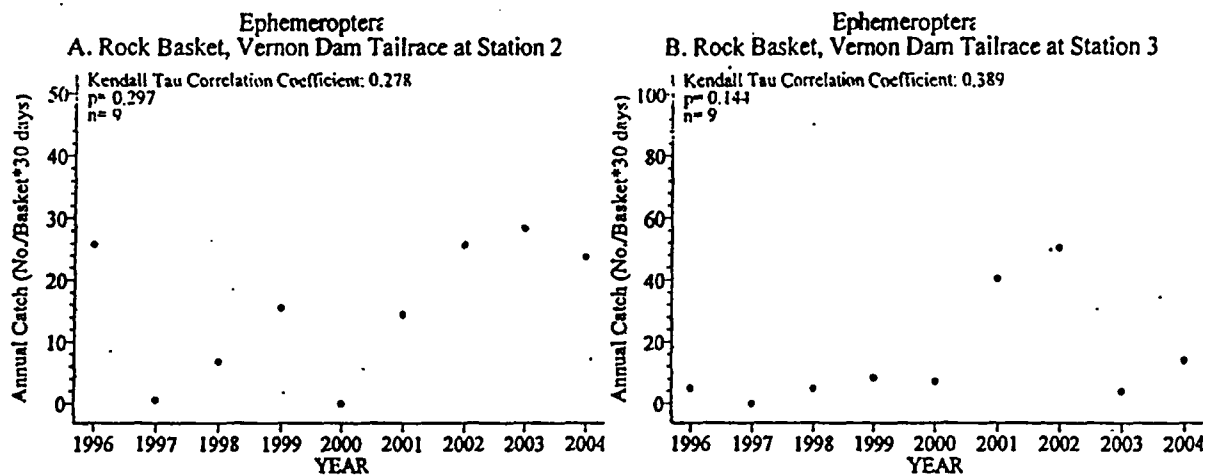 Ephemeroptera
A. Rock Basket, Vernon Dam Tailrace at Station 2
Kendall Tau Correlation Coefficient: 0.278
p= 0.297
n= 9
Annual Catch (No./Basket*30 days)
50
40
30
20
10
0
1996 1997 1998 1999 2000 2001 2002 2003 2004
YEAR
Ephemeroptera
B. Rock Basket, Vernon Dam Tailrace at Station 3
Kendall Tau Correlation Coefficient: 0.389
p= 0.144
n= 9
Annual Catch (No./Basket*30 days)
100
80
60
40
20
0
1996 1997 1998 1999 2000 2001 2002 2003 2004
YEAR